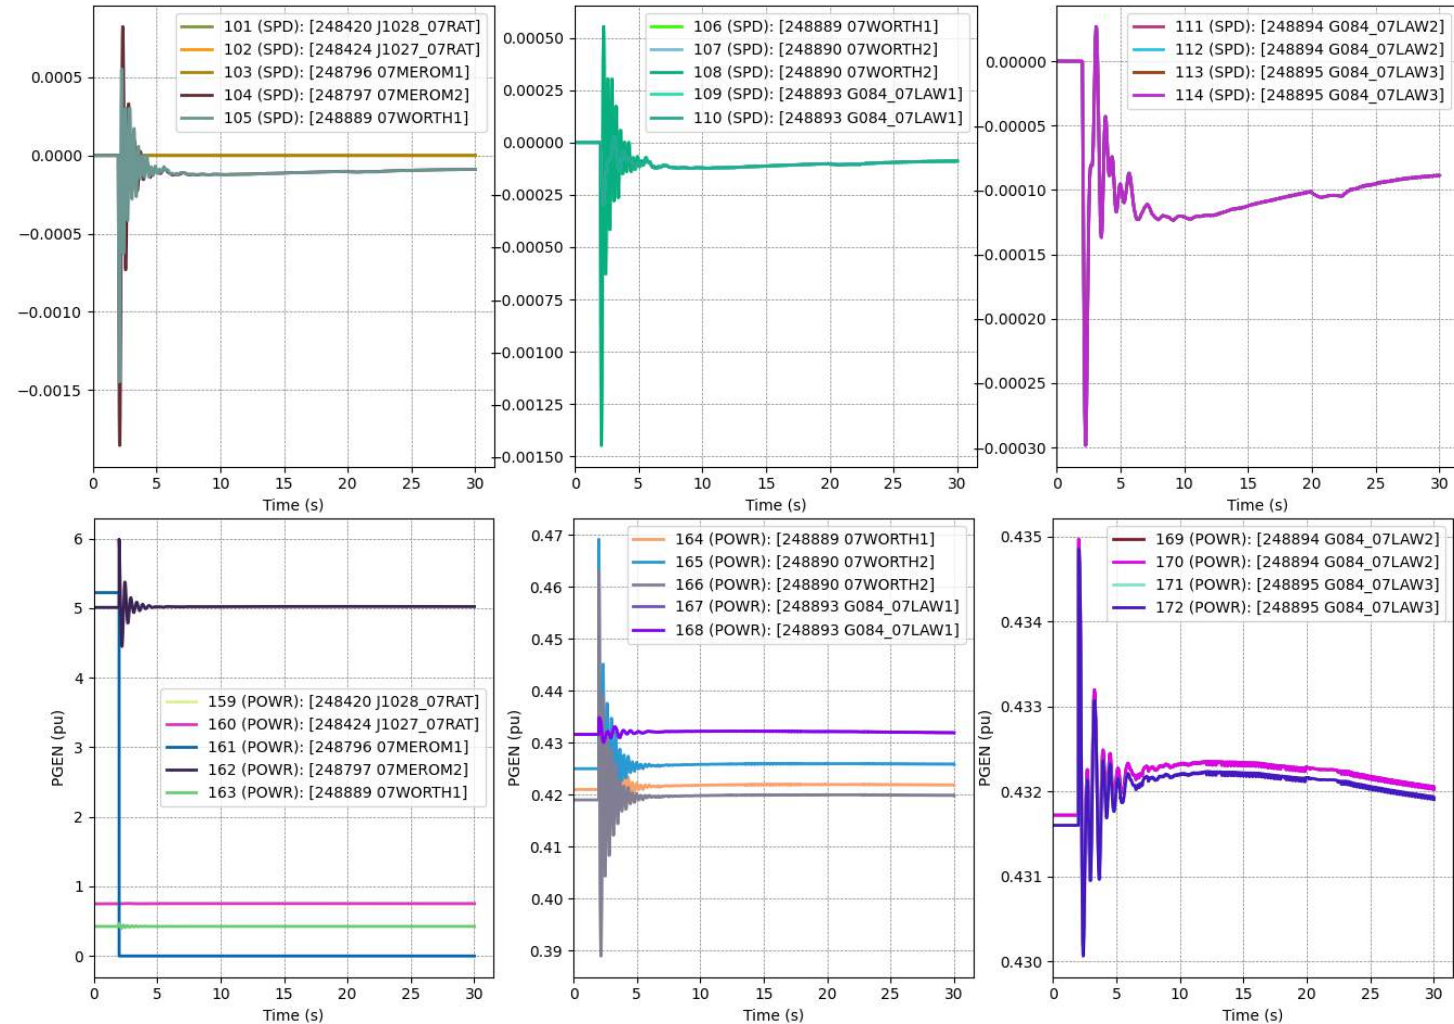 101 (SPD): [248420 J1028_07RAT]
102 (SPD): [248424 J1027_07RAT]
103 (SPD): [248796 07MEROM1]
104 (SPD): [248797 07MEROM2]
105 (SPD): [248889 07WORTH1]
0.0005
0.0000
−0.0005
−0.0010
−0.0015
0 5 10 15 20 25 30
Time (s)
106 (SPD): [248889 07WORTH1]
107 (SPD): [248890 07WORTH2]
108 (SPD): [248890 07WORTH2]
109 (SPD): [248893 G084_07LAW1]
110 (SPD): [248893 G084_07LAW1]
0.00050
0.00025
0.00000
−0.00025
−0.00050
−0.00075
−0.00100
−0.00125
−0.00150
0 5 10 15 20 25 30
Time (s)
111 (SPD): [248894 G084_07LAW2]
112 (SPD): [248894 G084_07LAW2]
113 (SPD): [248895 G084_07LAW3]
114 (SPD): [248895 G084_07LAW3]
0.00000
−0.00005
−0.00010
−0.00015
−0.00020
−0.00025
−0.00030
0 5 10 15 20 25 30
Time (s)
PGEN (pu)
6
5
4
3
2
1
0
159 (POWR): [248420 J1028_07RAT]
160 (POWR): [248424 J1027_07RAT]
161 (POWR): [248796 07MEROM1]
162 (POWR): [248797 07MEROM2]
163 (POWR): [248889 07WORTH1]
0 5 10 15 20 25 30
Time (s)
PGEN (pu)
0.47
0.46
0.45
0.44
0.43
0.42
0.41
0.40
0.39
164 (POWR): [248889 07WORTH1]
165 (POWR): [248890 07WORTH2]
166 (POWR): [248890 07WORTH2]
167 (POWR): [248893 G084_07LAW1]
168 (POWR): [248893 G084_07LAW1]
0 5 10 15 20 25 30
Time (s)
PGEN (pu)
0.435
0.434
0.433
0.432
0.431
0.430
169 (POWR): [248894 G084_07LAW2]
170 (POWR): [248894 G084_07LAW2]
171 (POWR): [248895 G084_07LAW3]
172 (POWR): [248895 G084_07LAW3]
0 5 10 15 20 25 30
Time (s)